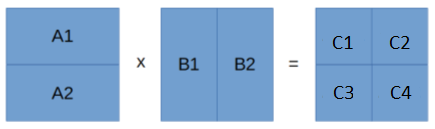 A1 C1 C2
x B1 B2 =
A2 C3 C4